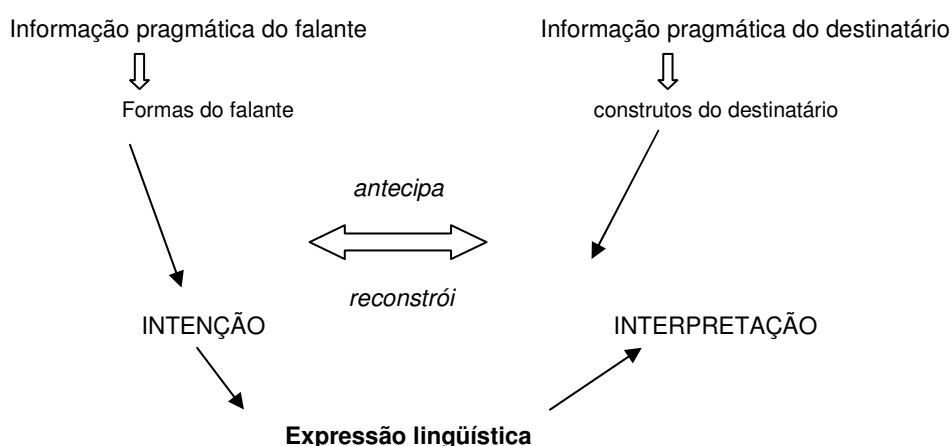 Informação pragmática do falante Informação pragmática do destinatário
Formas do falante construtos do destinatário
antecipa
reconstrói
INTENÇÃO INTERPRETAÇÃO
Expressão lingüística